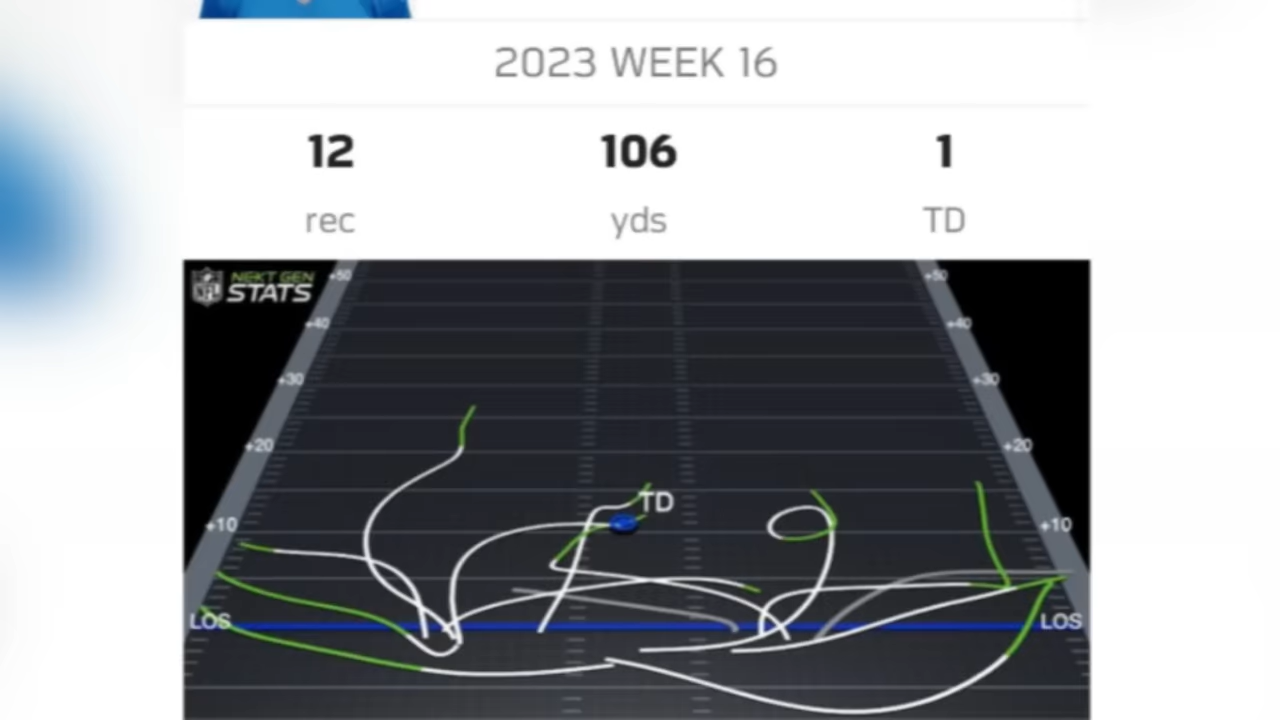 2023 WEEK 16
12 106 1
rec yds TD
NFL NEXT GEN
STATS
+50 +50
+40 +40
+30 +30
+20 +20
TD
+10 +10
LOS LOS